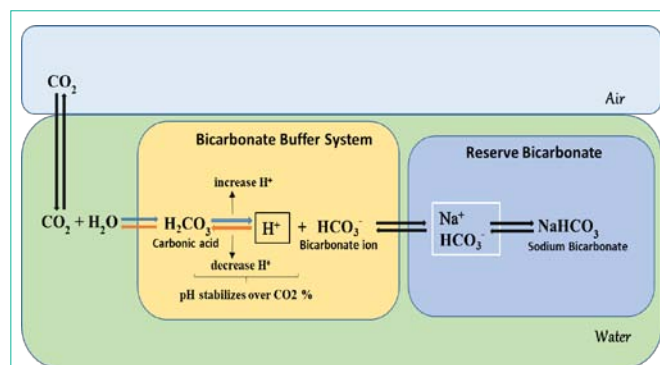 CO₂
Air
Bicarbonate Buffer System
Reserve Bicarbonate
increase H⁺
CO₂ + H₂O
H₂CO₃
Carbonic acid
H⁺
+
HCO₃⁻
Bicarbonate ion
Na⁺
HCO₃⁻
NaHCO₃
Sodium Bicarbonate
decrease H⁺
pH stabilizes over CO2 %
Water